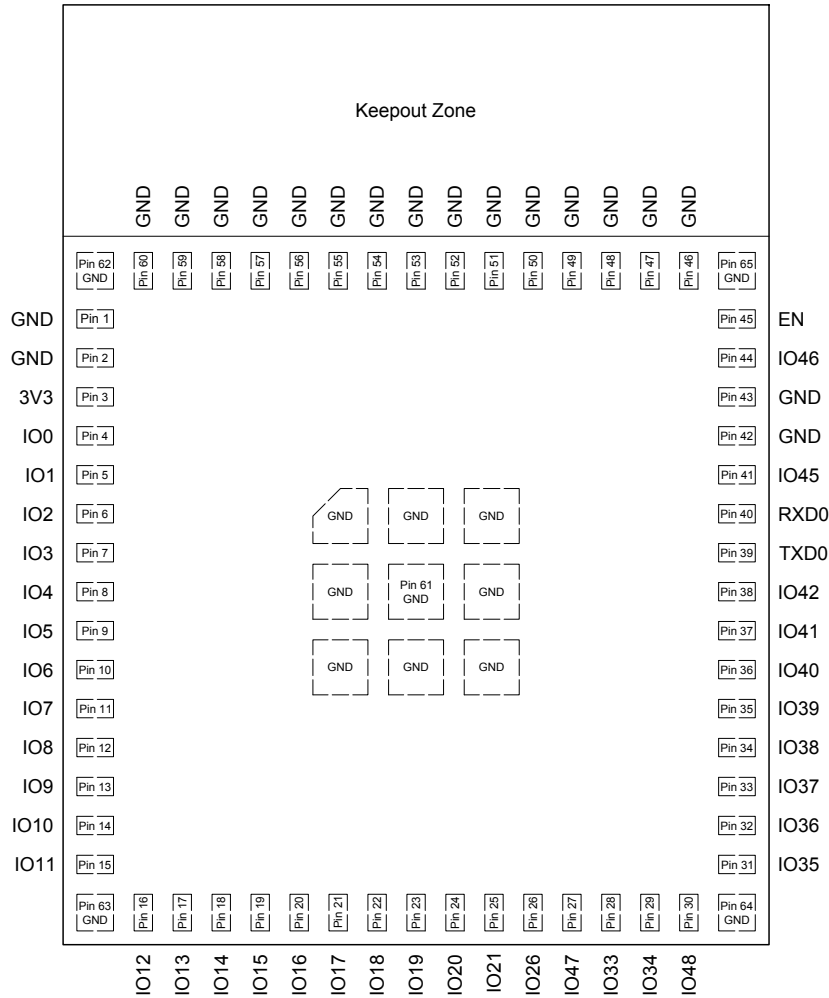 Keepout Zone
GND GND GND GND GND GND GND GND GND GND GND GND GND GND GND
Pin 62 GND Pin 60 Pin 59 Pin 58 Pin 57 Pin 56 Pin 55 Pin 54 Pin 53 Pin 52 Pin 51 Pin 50 Pin 49 Pin 48 Pin 47 Pin 46 Pin 65 GND
GND Pin 1 Pin 45 EN
GND Pin 2 Pin 44 IO46
3V3 Pin 3 Pin 43 GND
IO0 Pin 4 Pin 42 GND
IO1 Pin 5 Pin 41 IO45
IO2 Pin 6 GND GND GND Pin 40 RXD0
IO3 Pin 7 Pin 39 TXD0
IO4 Pin 8 GND Pin 61 GND GND Pin 38 IO42
IO5 Pin 9 Pin 37 IO41
IO6 Pin 10 GND GND GND Pin 36 IO40
IO7 Pin 11 Pin 35 IO39
IO8 Pin 12 Pin 34 IO38
IO9 Pin 13 Pin 33 IO37
IO10 Pin 14 Pin 32 IO36
IO11 Pin 15 Pin 31 IO35
Pin 63 GND Pin 16 Pin 17 Pin 18 Pin 19 Pin 20 Pin 21 Pin 22 Pin 23 Pin 24 Pin 25 Pin 26 Pin 27 Pin 28 Pin 29 Pin 30 Pin 64 GND
IO12 IO13 IO14 IO15 IO16 IO17 IO18 IO19 IO20 IO21 IO26 IO47 IO33 IO34 IO48